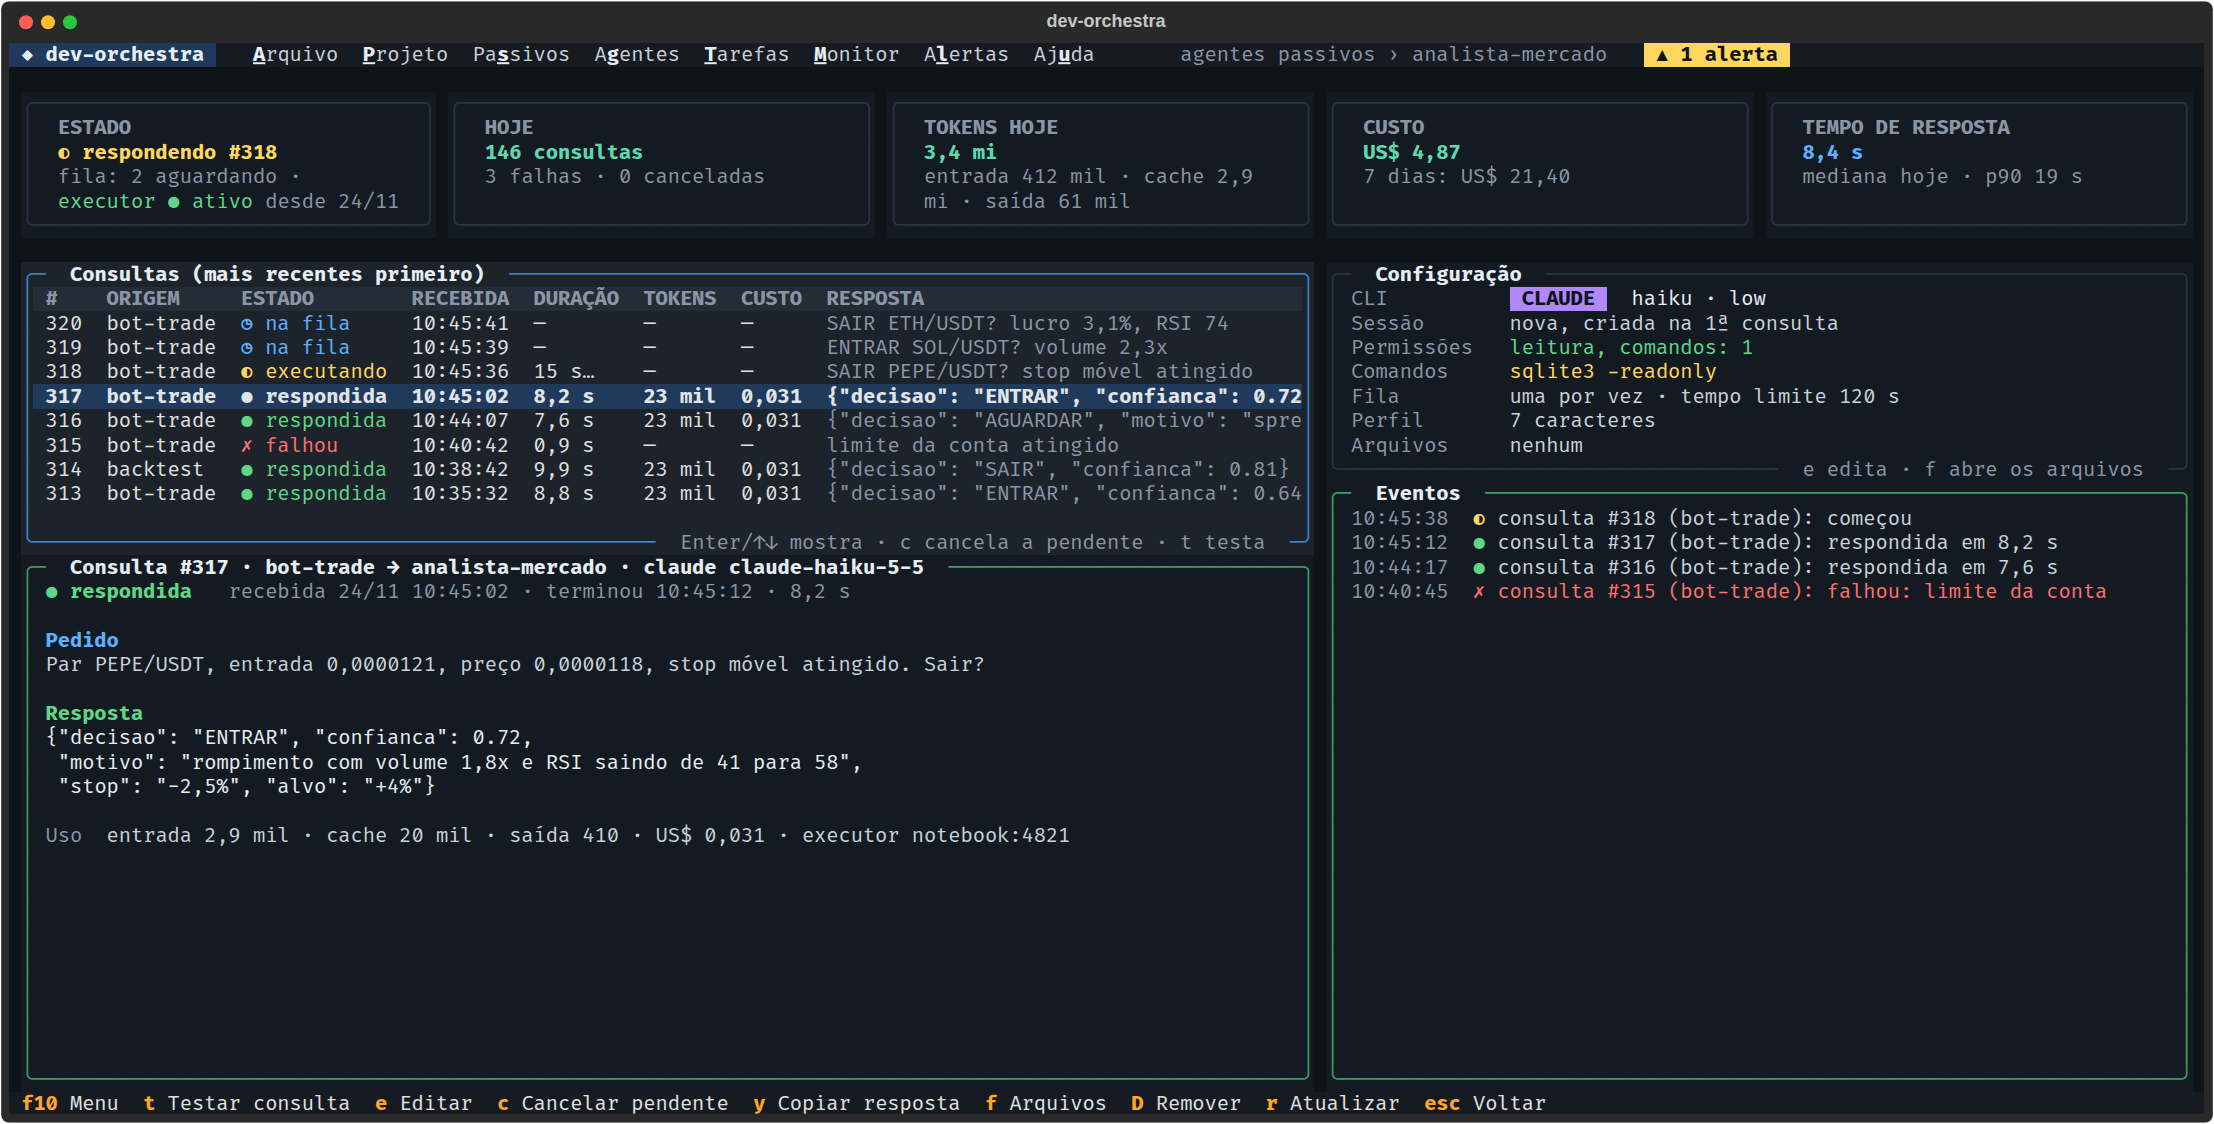 dev-orchestra
◆ dev-orchestra Arquivo Projeto Passivos Agentes Tarefas Monitor Alertas Ajuda agentes passivos › analista-mercado ▲ 1 alerta
ESTADO
◐ respondendo #318
fila: 2 aguardando ·
executor ● ativo desde 24/11
HOJE
146 consultas
3 falhas · 0 canceladas
TOKENS HOJE
3,4 mi
entrada 412 mil · cache 2,9
mi · saída 61 mil
CUSTO
US$ 4,87
7 dias: US$ 21,40
TEMPO DE RESPOSTA
8,4 s
mediana hoje · p90 19 s
Consultas (mais recentes primeiro)
# ORIGEM ESTADO RECEBIDA DURAÇÃO TOKENS CUSTO RESPOSTA
320 bot-trade ◷ na fila 10:45:41 — — — SAIR ETH/USDT? lucro 3,1%, RSI 74
319 bot-trade ◷ na fila 10:45:39 — — — ENTRAR SOL/USDT? volume 2,3x
318 bot-trade ◐ executando 10:45:36 15 s… — — SAIR PEPE/USDT? stop móvel atingido
317 bot-trade ● respondida 10:45:02 8,2 s 23 mil 0,031 {"decisao": "ENTRAR", "confianca": 0.72
316 bot-trade ● respondida 10:44:07 7,6 s 23 mil 0,031 {"decisao": "AGUARDAR", "motivo": "spre
315 bot-trade ✗ falhou 10:40:42 0,9 s — — limite da conta atingido
314 backtest ● respondida 10:38:42 9,9 s 23 mil 0,031 {"decisao": "SAIR", "confianca": 0.81}
313 bot-trade ● respondida 10:35:32 8,8 s 23 mil 0,031 {"decisao": "ENTRAR", "confianca": 0.64
Enter/↑↓ mostra · c cancela a pendente · t testa
Consulta #317 · bot-trade → analista-mercado · claude claude-haiku-5-5
● respondida recebida 24/11 10:45:02 · terminou 10:45:12 · 8,2 s
Pedido
Par PEPE/USDT, entrada 0,0000121, preço 0,0000118, stop móvel atingido. Sair?
Resposta
{"decisao": "ENTRAR", "confianca": 0.72,
"motivo": "rompimento com volume 1,8x e RSI saindo de 41 para 58",
"stop": "-2,5%", "alvo": "+4%"}
Uso entrada 2,9 mil · cache 20 mil · saída 410 · US$ 0,031 · executor notebook:4821
Configuração
CLI CLAUDE haiku · low
Sessão nova, criada na 1ª consulta
Permissões leitura, comandos: 1
Comandos sqlite3 -readonly
Fila uma por vez · tempo limite 120 s
Perfil 7 caracteres
Arquivos nenhum
e edita · f abre os arquivos
Eventos
10:45:38 ◐ consulta #318 (bot-trade): começou
10:45:12 ● consulta #317 (bot-trade): respondida em 8,2 s
10:44:17 ● consulta #316 (bot-trade): respondida em 7,6 s
10:40:45 ✗ consulta #315 (bot-trade): falhou: limite da conta
f10 Menu t Testar consulta e Editar c Cancelar pendente y Copiar resposta f Arquivos D Remover r Atualizar esc Voltar